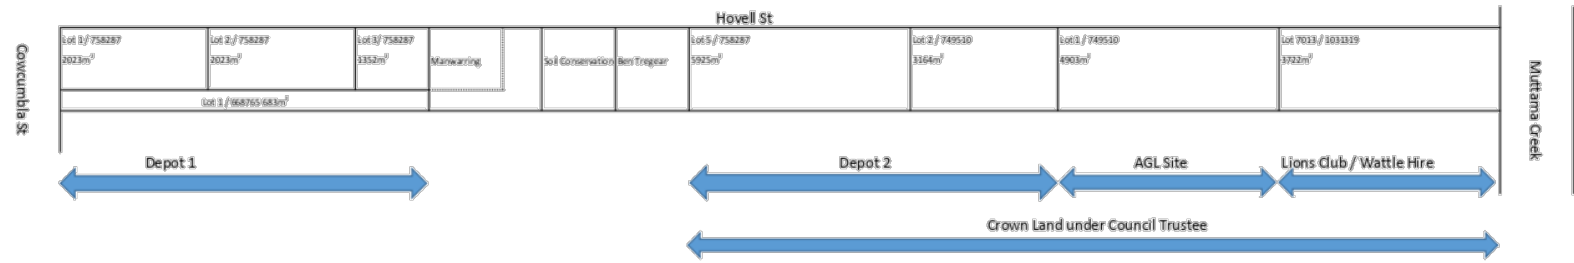 Hovell St
Cowcumbla St
Lot 1/ 758287
2023m²
Lot 2/ 758287
2023m²
Lot 3/ 758287
1352m²
Manwarring
Soil Conservation
Ben Tregear
Lot 5 / 758287
5925m²
Lot 2 / 749510
3164m²
Lot 1 / 749510
4903m²
Lot 7013 / 1031319
3722m²
Lot 1 / 668765 683m²
Muttama Creek
Depot 1
Depot 2
AGL Site
Lions Club / Wattle Hire
Crown Land under Council Trustee